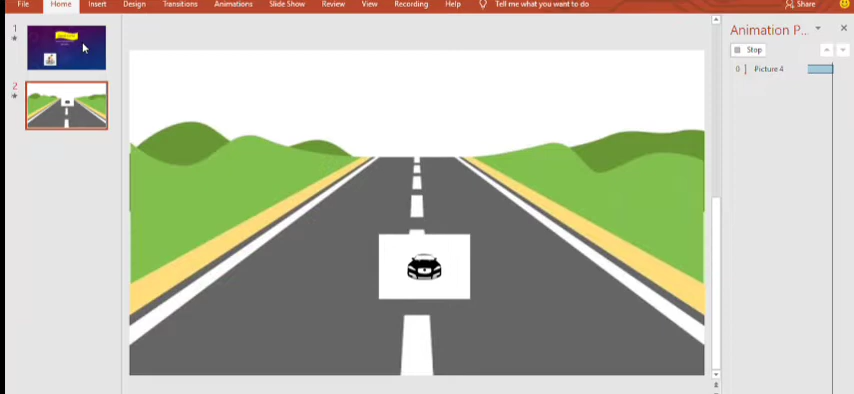 File Home Insert Design Transitions Animations Slide Show Review View Recording Help Tell me what you want to do Share
Animation P...
Stop
1
0 Picture 4
2